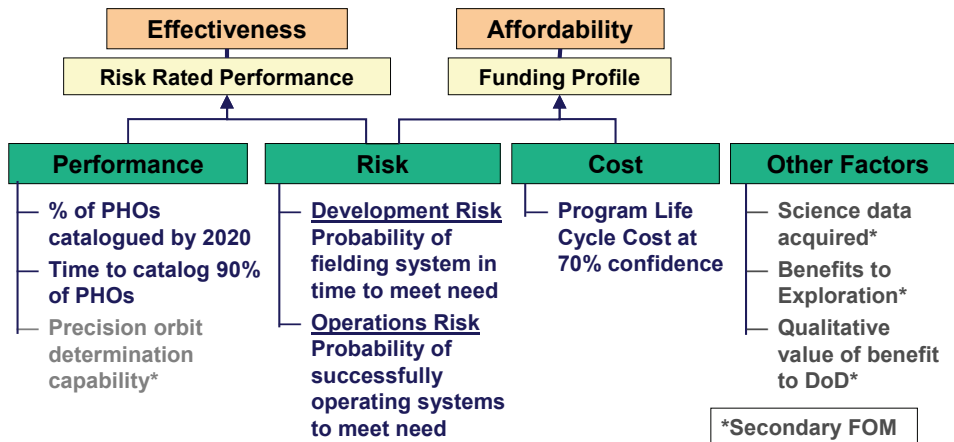 Effectiveness
Affordability
Risk Rated Performance
Funding Profile
Performance
Risk
Cost
Other Factors
% of PHOs
catalogued by 2020
Time to catalog 90%
of PHOs
Precision orbit
determination
capability*
Development Risk
Probability of
fielding system in
time to meet need
Operations Risk
Probability of
successfully
operating systems
to meet need
Program Life
Cycle Cost at
70% confidence
Science data
acquired*
Benefits to
Exploration*
Qualitative
value of benefit
to DoD*
*Secondary FOM